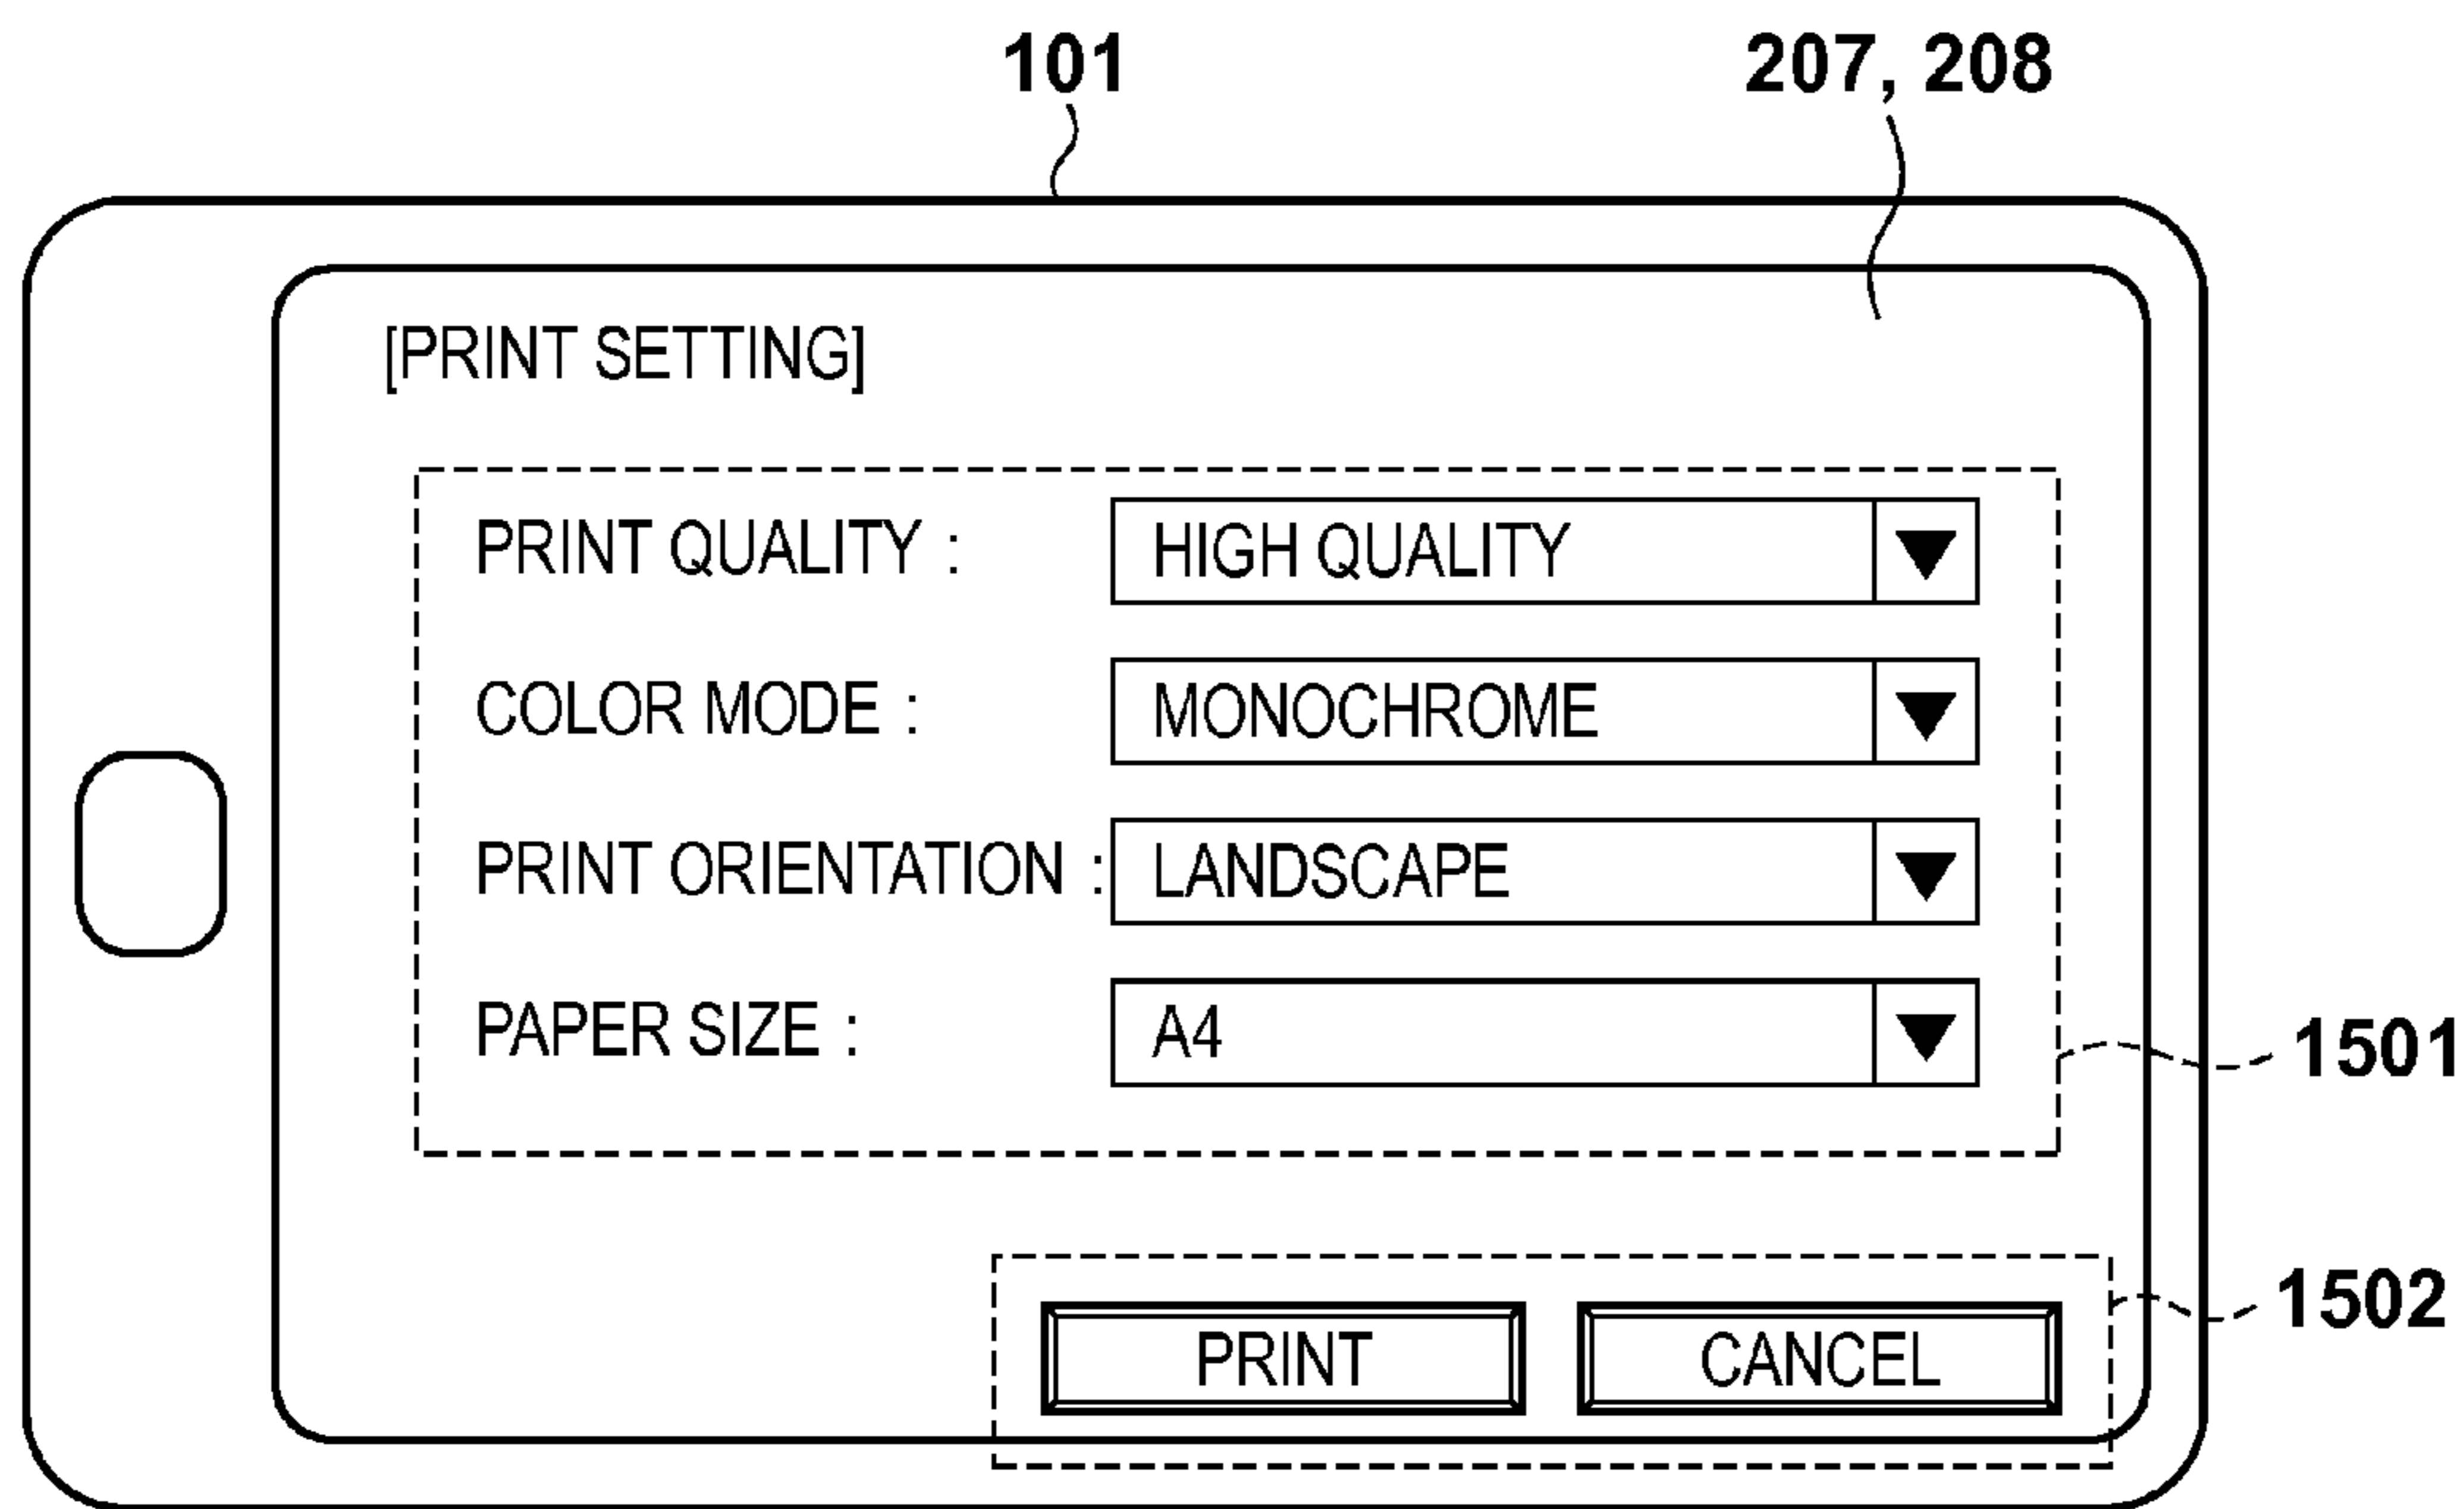 101
207, 208
[PRINT SETTING]
PRINT QUALITY : HIGH QUALITY
COLOR MODE : MONOCHROME
PRINT ORIENTATION : LANDSCAPE
PAPER SIZE : A4
1501
PRINT CANCEL
1502